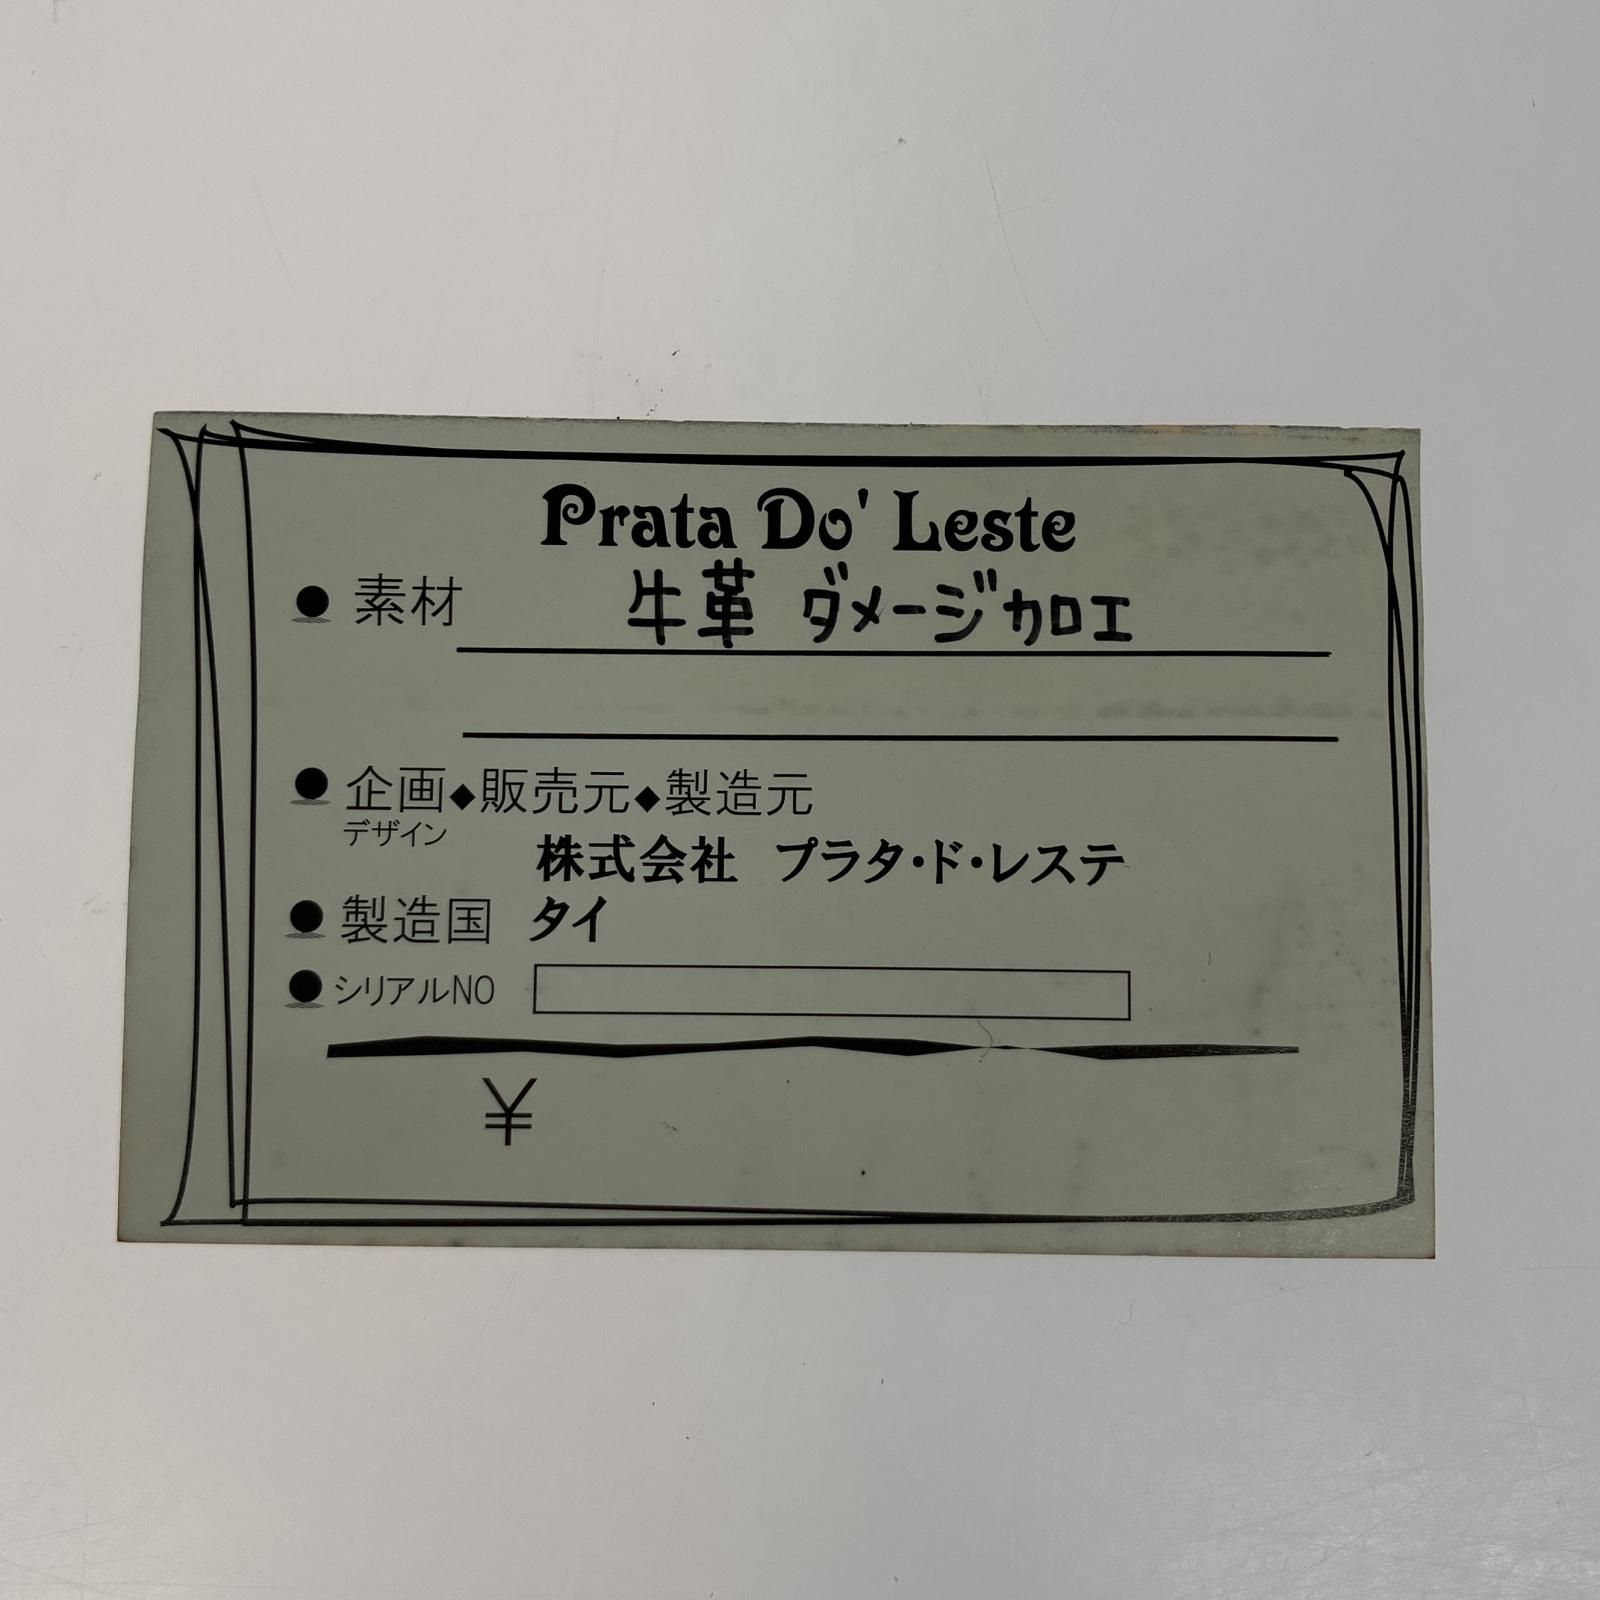 Prata Do' Leste
●素材 牛革 ダメージカロエ
●企画◆販売元◆製造元
デザイン
株式会社 プラタ・ド・レステ
●製造国 タイ
●シリアルNO
¥